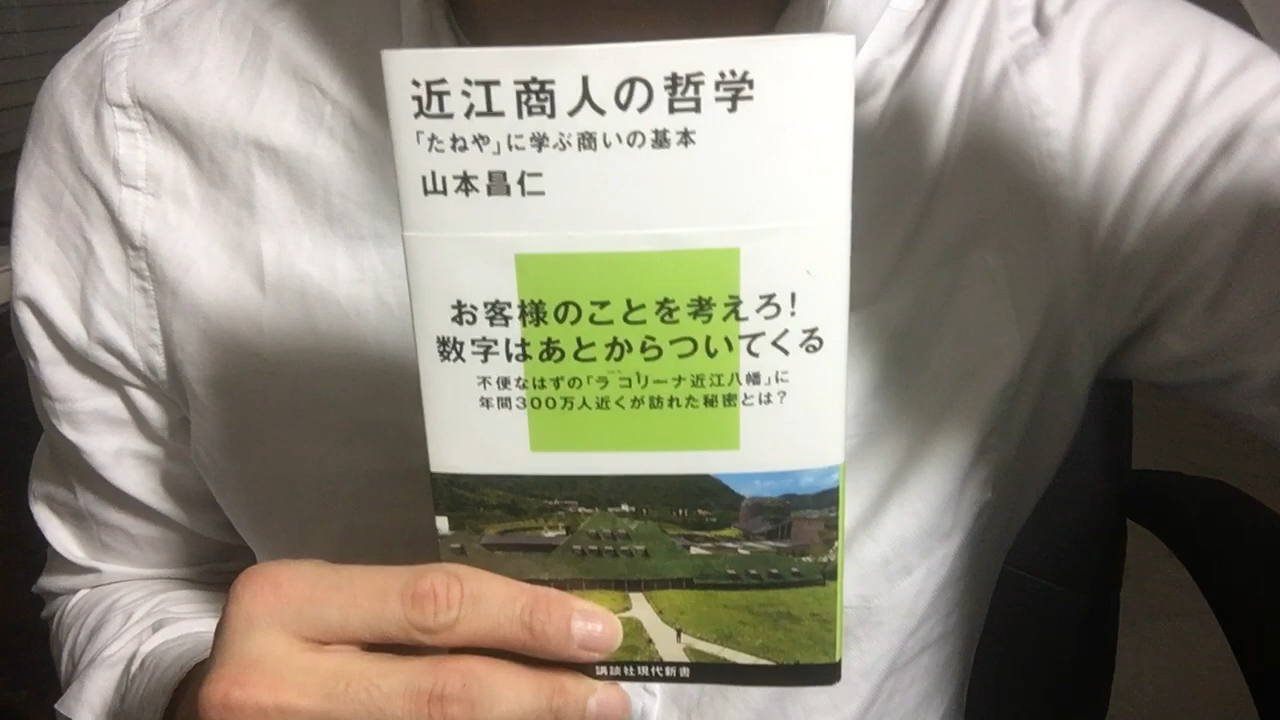 近江商人の哲学
「たねや」に学ぶ商いの基本
山本昌仁
お客様のことを考えろ!
数字はあとからついてくる
不便なはずの「ラ コリーナ近江八幡」に
年間300万人近くが訪れた秘密とは?
講談社現代新書